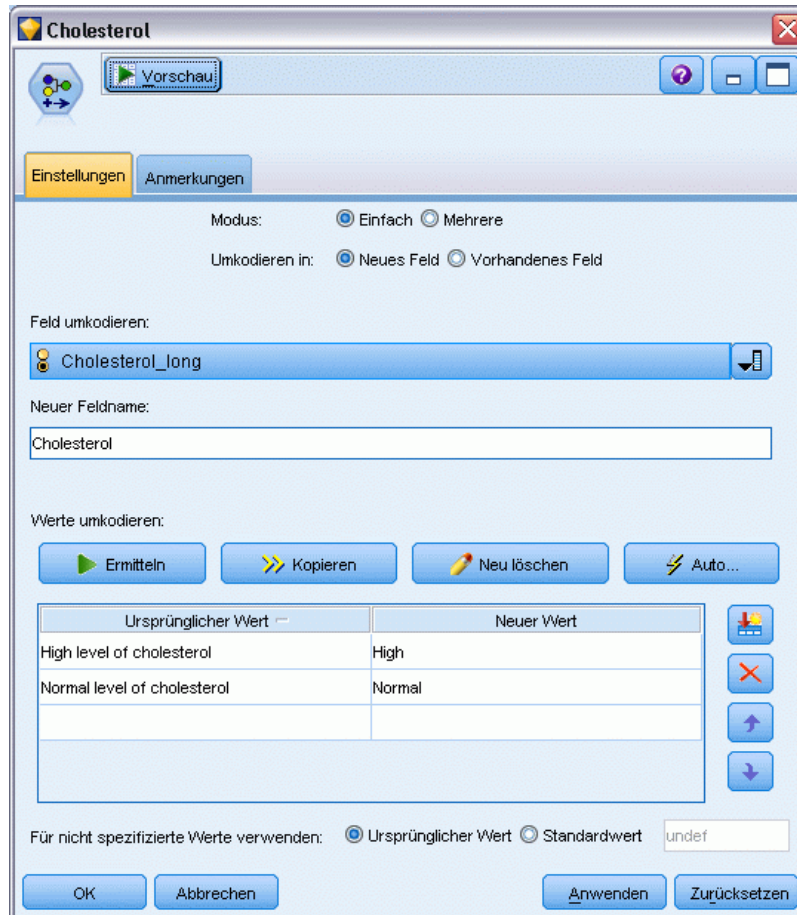 Cholesterol
Vorschau
Einstellungen Anmerkungen
Modus: Einfach Mehrere
Umkodieren in: Neues Feld Vorhandenes Feld
Feld umkodieren:
Cholesterol_long
Neuer Feldname:
Cholesterol
Werte umkodieren:
Ermitteln Kopieren Neu löschen Auto...
Ursprünglicher Wert Neuer Wert
High level of cholesterol High
Normal level of cholesterol Normal
Für nicht spezifizierte Werte verwenden: Ursprünglicher Wert Standardwert undef
OK Abbrechen Anwenden Zurücksetzen